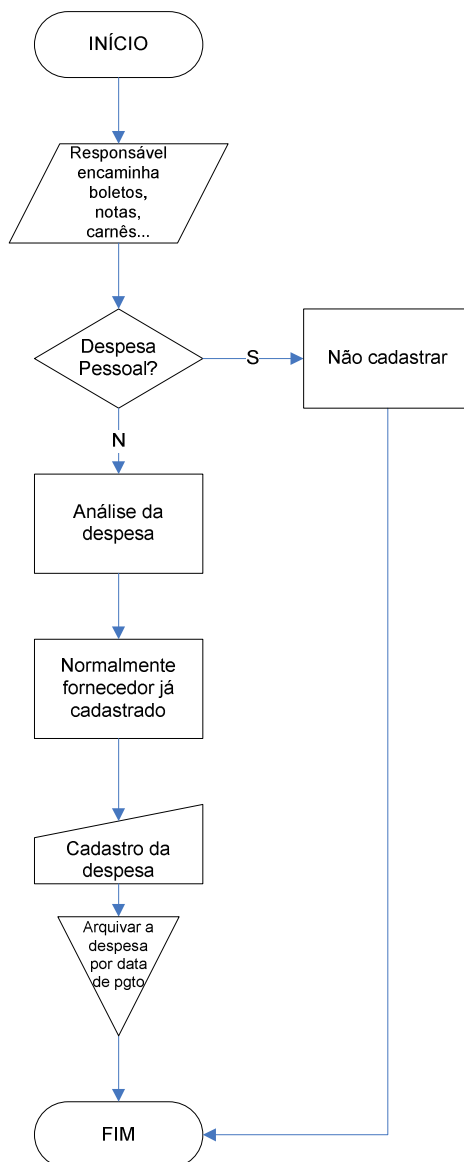 INÍCIO
Responsável
encaminha
boletos,
notas,
carnês...
Despesa
Pessoal?
S
Não cadastrar
N
Análise da
despesa
Normalmente
fornecedor já
cadastrado
Cadastro da
despesa
Arquivar a
despesa
por data
de pgto
FIM